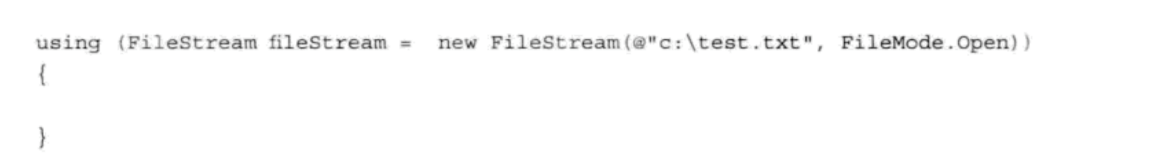 using (FileStream fileStream =  new FileStream(@"c:\test.txt", FileMode.Open))
{
}